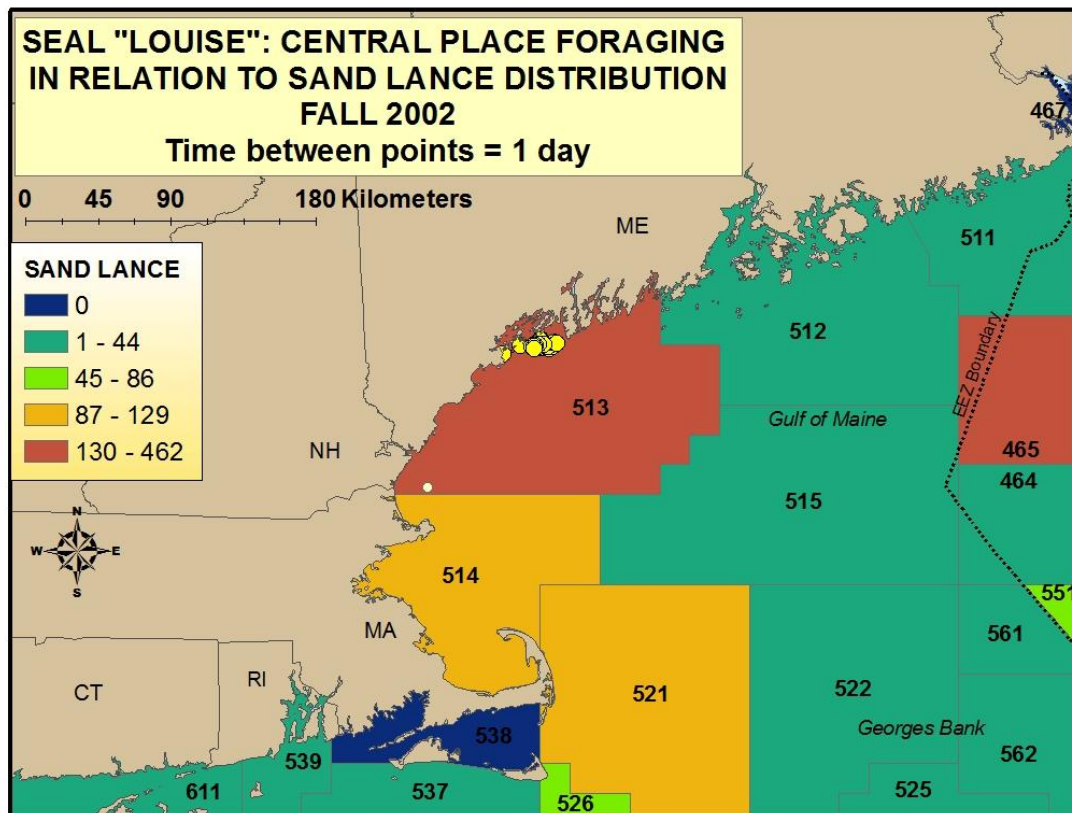 SEAL "LOUISE": CENTRAL PLACE FORAGING
IN RELATION TO SAND LANCE DISTRIBUTION
FALL 2002
Time between points = 1 day
467
0 45 90 180 Kilometers
ME
511
SAND LANCE
0
1 - 44
45 - 86
87 - 129
130 - 462
512
EEZ Boundary
513
Gulf of Maine
NH
465
464
515
N
W E
S
514
551
561
MA
RI
CT
521
522
538
Georges Bank
539
562
611
537
526
525